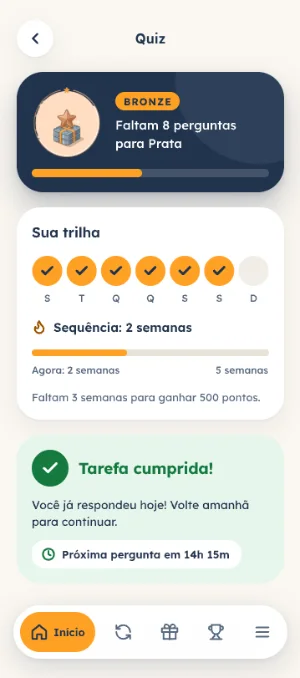 Quiz
BRONZE
Faltam 8 perguntas
para Prata
Sua trilha
S T Q Q S S D
Sequência: 2 semanas
Agora: 2 semanas 5 semanas
Faltam 3 semanas para ganhar 500 pontos.
Tarefa cumprida!
Você já respondeu hoje! Volte amanhã
para continuar.
Próxima pergunta em 14h 15m
Início